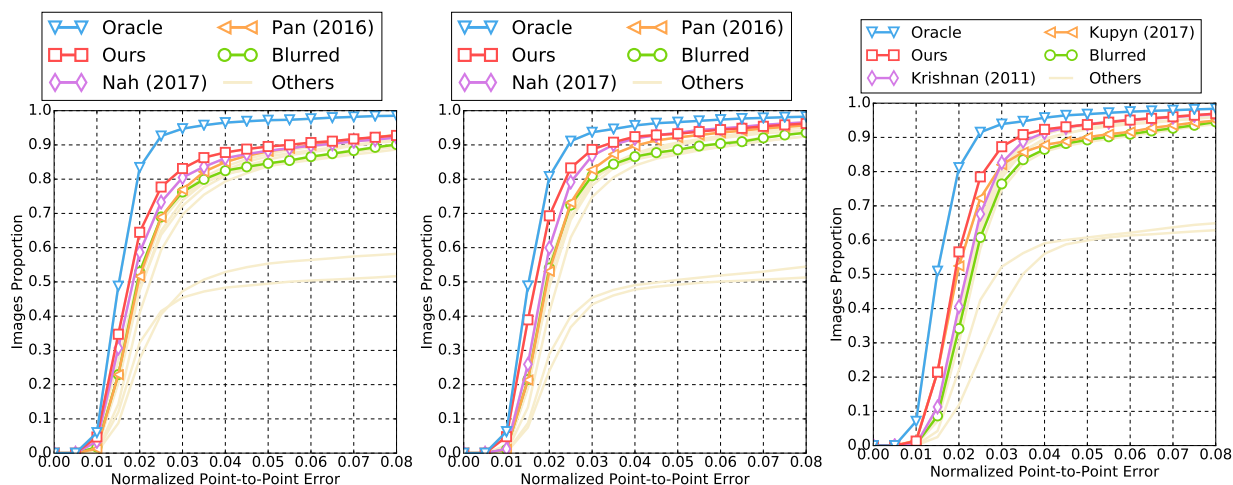 Oracle
Ours
Nah (2017)
Pan (2016)
Blurred
Others
1.0
0.9
0.8
0.7
0.6
0.5
0.4
0.3
0.2
0.1
0.0
0.00 0.01 0.02 0.03 0.04 0.05 0.06 0.07 0.08
Images Proportion
Normalized Point-to-Point Error
Oracle
Ours
Nah (2017)
Pan (2016)
Blurred
Others
1.0
0.9
0.8
0.7
0.6
0.5
0.4
0.3
0.2
0.1
0.0
0.00 0.01 0.02 0.03 0.04 0.05 0.06 0.07 0.08
Images Proportion
Normalized Point-to-Point Error
Oracle
Ours
Krishnan (2011)
Kupyn (2017)
Blurred
Others
1.0
0.9
0.8
0.7
0.6
0.5
0.4
0.3
0.2
0.1
0.0
0.00 0.01 0.02 0.03 0.04 0.05 0.06 0.07 0.08
Images Proportion
Normalized Point-to-Point Error